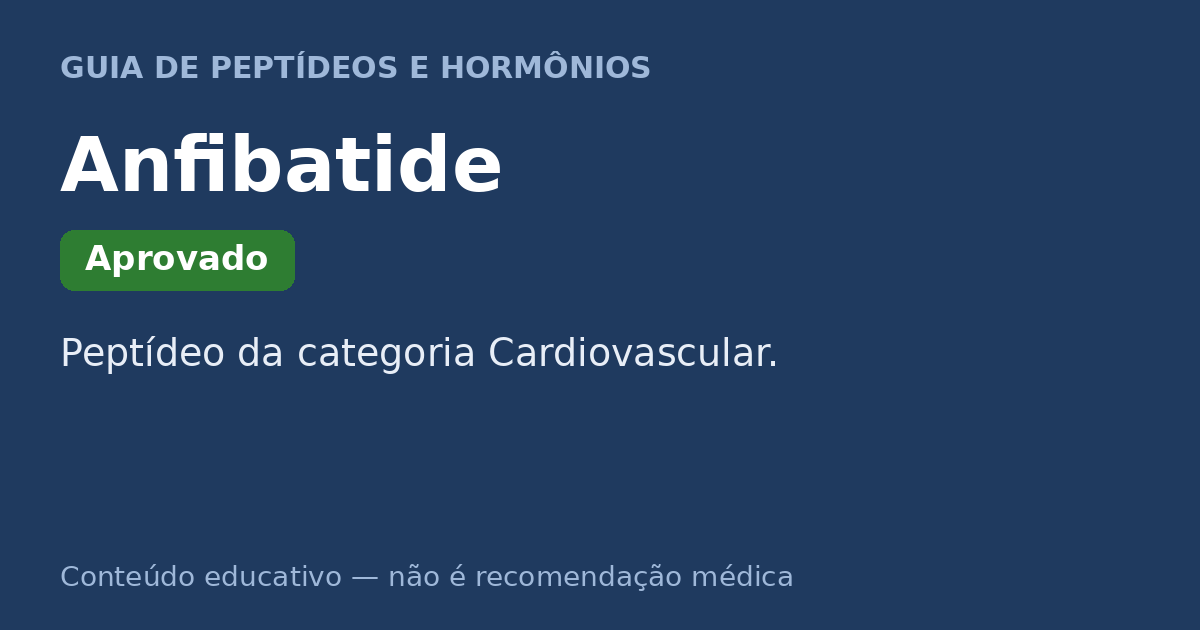 GUIA DE PEPTÍDEOS E HORMÔNIOS
Anfibatide
Aprovado
Peptídeo da categoria Cardiovascular.
Conteúdo educativo — não é recomendação médica